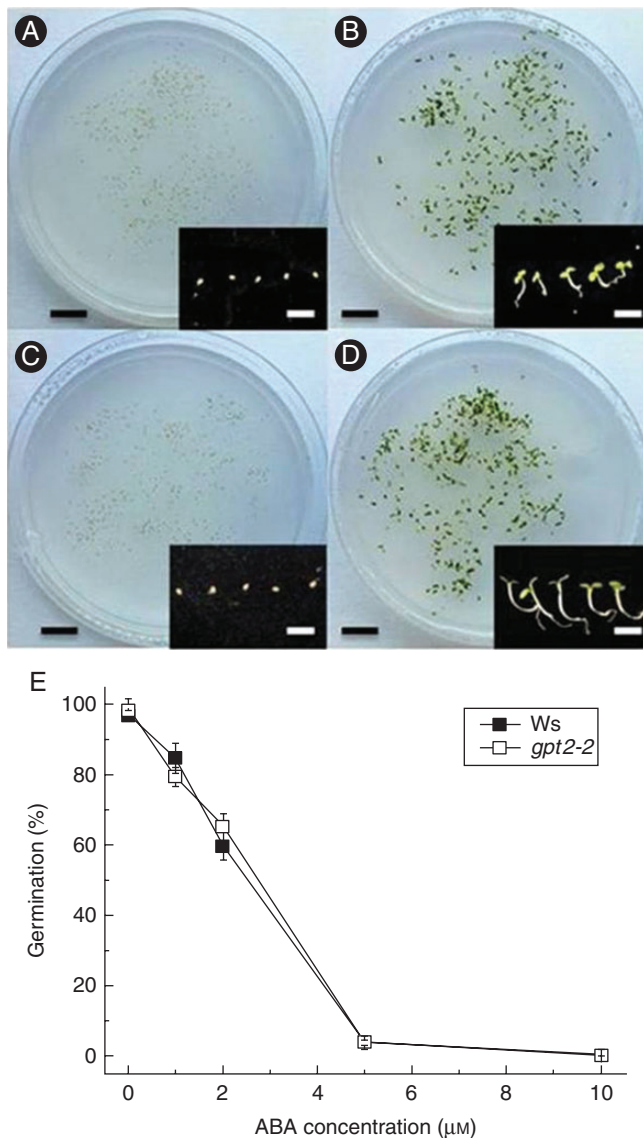 A
B
C
D
E
Ws
gpt2-2
100
80
60
40
20
0
Germination (%)
0 2 4 6 8 10
ABA concentration (μM)